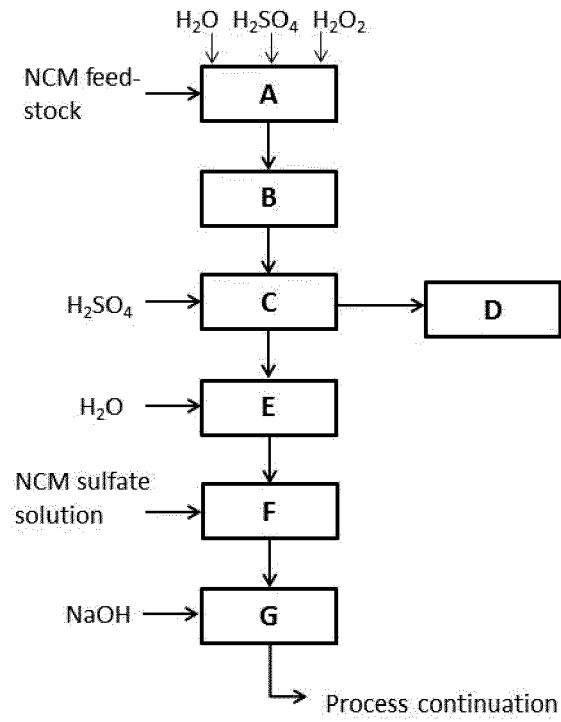 H₂O H₂SO₄ H₂O₂
NCM feed-
stock
A
B
H₂SO₄
C
D
H₂O
E
NCM sulfate
solution
F
NaOH
G
Process continuation